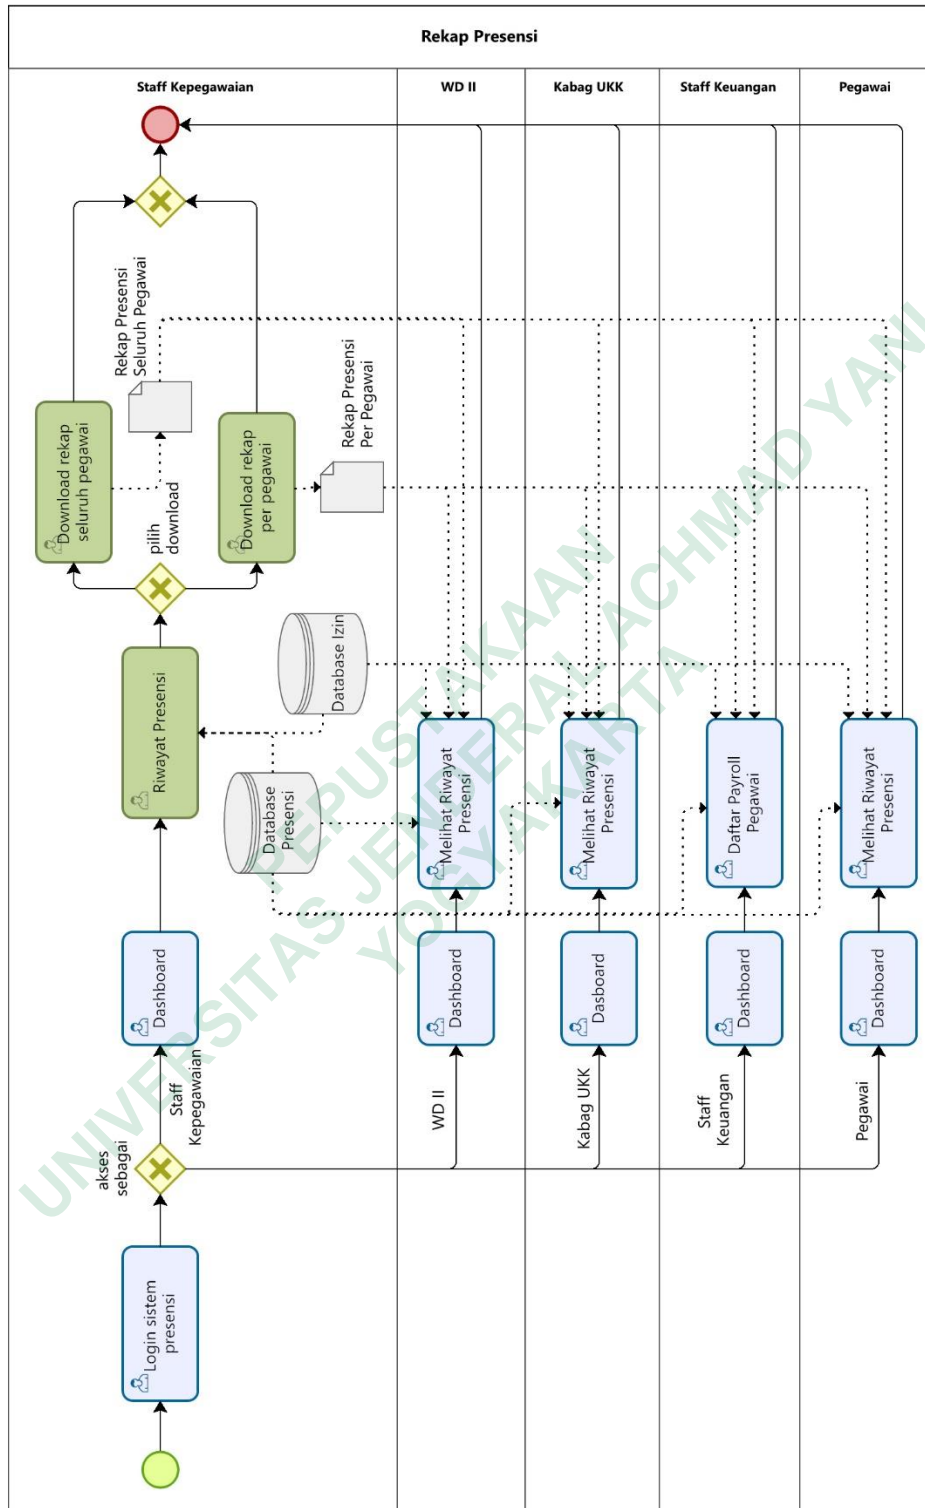 Rekap Presensi
Staff Kepegawaian
WD II
Kabag UKK
Staff Keuangan
Pegawai
Rekap Presensi
Seluruh Pegawai
Download rekap
seluruh pegawai
Rekap Presensi
Per Pegawai
Download rekap
per pegawai
pilih
download
Riwayat Presensi
Database Izin
Database
Presensi
Melihat Riwayat
Presensi
Melihat Riwayat
Presensi
Daftar Payroll
Pegawai
Melihat Riwayat
Presensi
Dashboard
Dashboard
Dasboard
Dashboard
Dashboard
Staff
Kepegawaian
WD II
Kabag UKK
Staff
Keuangan
Pegawai
akses
sebagai
Login sistem
presensi
PEPUSTAKAAN
UNIVERSITAS JENDERAL ACHMAD YANI
YOGYAKARTA